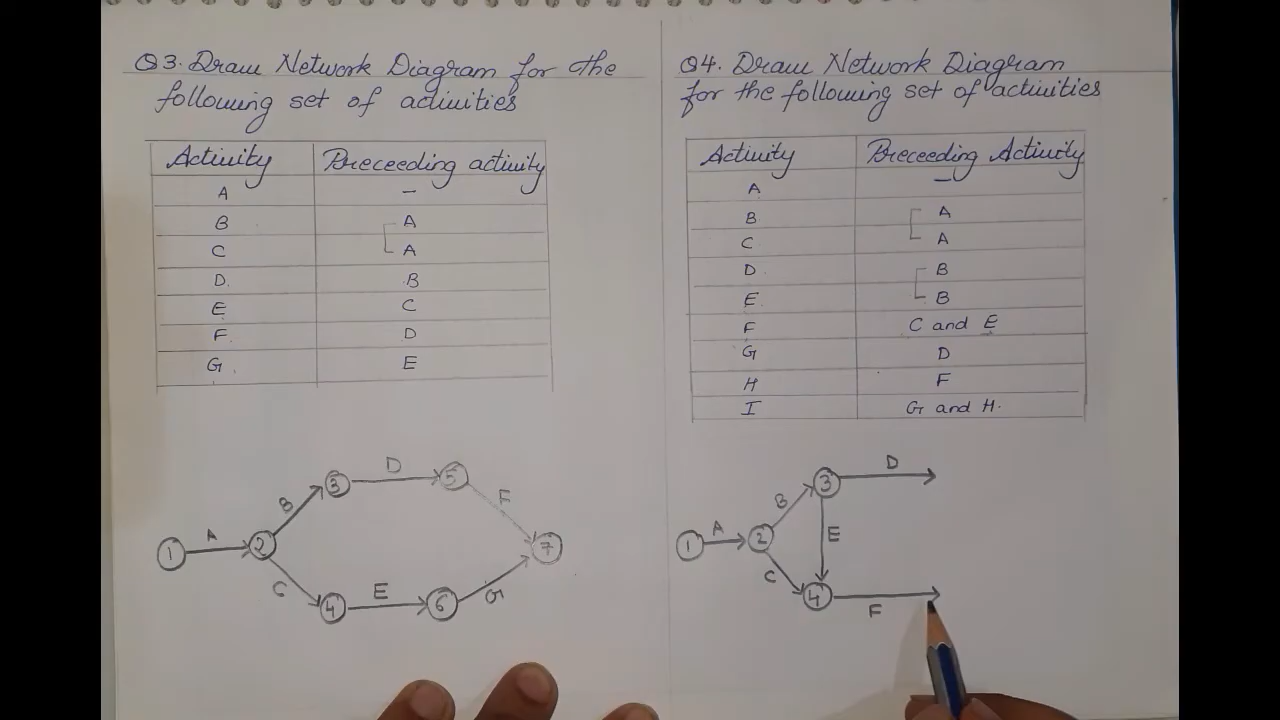 Q3. Draw Network Diagram for the
following set of activities
Activity Preceeding activity
A -
B A
C A
D. B
E C
F D
G E
1 A 2 B 3 D 5 F 7
C 4 E 6 G
Q4. Draw Network Diagram
for the following set of activities
Activity Preceeding Activity
A -
B A
C A
D B
E B
F C and E
G D
H F
I G and H.
1 A 2 B 3 D
C E 4 F